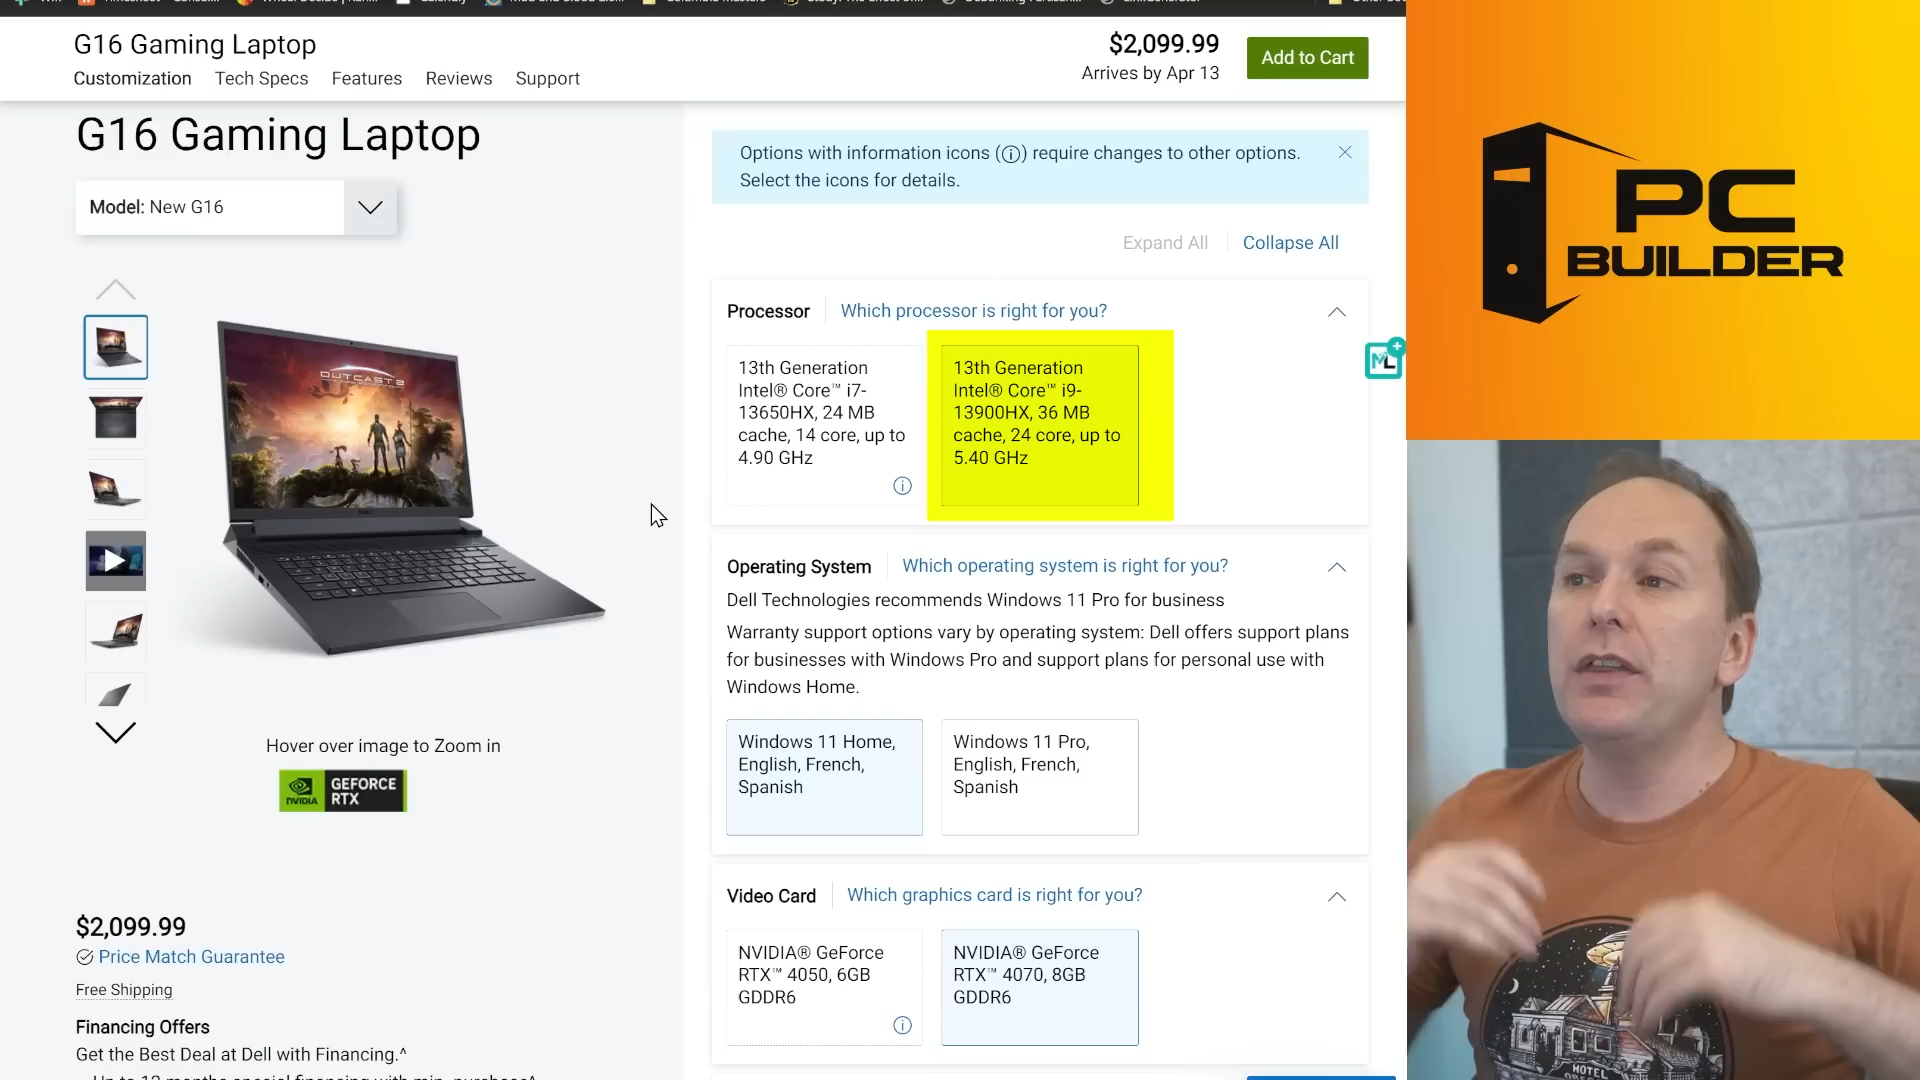 G16 Gaming Laptop
$2,099.99
Add to Cart
Arrives by Apr 13
Customization
Tech Specs
Features
Reviews
Support
G16 Gaming Laptop
Model: New G16
OUTCAST 2
Hover over image to Zoom in
NVIDIA
GEFORCE
RTX
$2,099.99
Price Match Guarantee
Free Shipping
Financing Offers
Get the Best Deal at Dell with Financing.^
Options with information icons (ⓘ) require changes to other options.
Select the icons for details.
Expand All
Collapse All
Processor
Which processor is right for you?
13th Generation
Intel® Core™ i7-
13650HX, 24 MB
cache, 14 core, up to
4.90 GHz
13th Generation
Intel® Core™ i9-
13900HX, 36 MB
cache, 24 core, up to
5.40 GHz
Operating System
Which operating system is right for you?
Dell Technologies recommends Windows 11 Pro for business
Warranty support options vary by operating system: Dell offers support plans
for businesses with Windows Pro and support plans for personal use with
Windows Home.
Windows 11 Home,
English, French,
Spanish
Windows 11 Pro,
English, French,
Spanish
Video Card
Which graphics card is right for you?
NVIDIA® GeForce
RTX™ 4050, 6GB
GDDR6
NVIDIA® GeForce
RTX™ 4070, 8GB
GDDR6
ML
PC
BUILDER
HOTEL